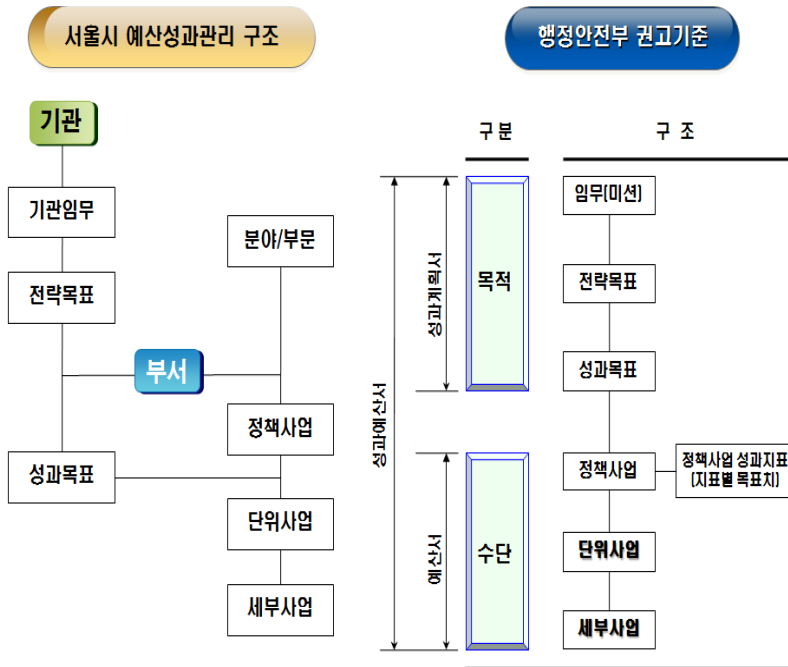 서울시 예산성과관리 구조
기관
기관임무
전략목표
분야/부문
부서
정책사업
성과목표
단위사업
세부사업
행정안전부 권고기준
구분
구 조
성과예산서
성과계획서
목적
임무(미션)
전략목표
성과목표
예산서
수단
정책사업
정책사업 성과지표
(지표별 목표치)
단위사업
세부사업